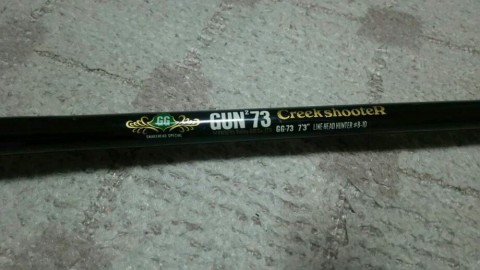 GG
GUN²73 CreekshooteR
GG-73 7'3" LINE READ HUNTER #8-10